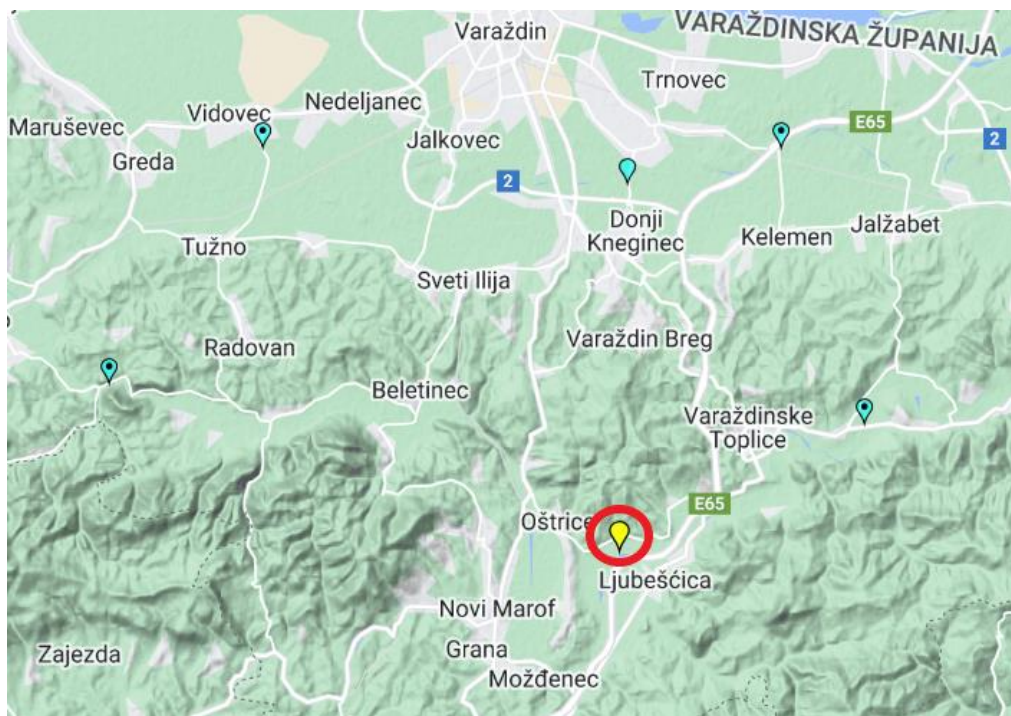 Varaždin
VARAŽDINSKA ŽUPANIJA
Trnovec
Nedeljanec
Vidovec
Maruševec
E65
Jalkovec
2
Greda
2
Donji
Kneginec
Jalžabet
Kelemen
Tužno
Sveti Ilija
Varaždin Breg
Radovan
Beletinec
Varaždinske
Toplice
E65
Oštrice
Ljubešćica
Novi Marof
Grana
Zajezda
Možđenec